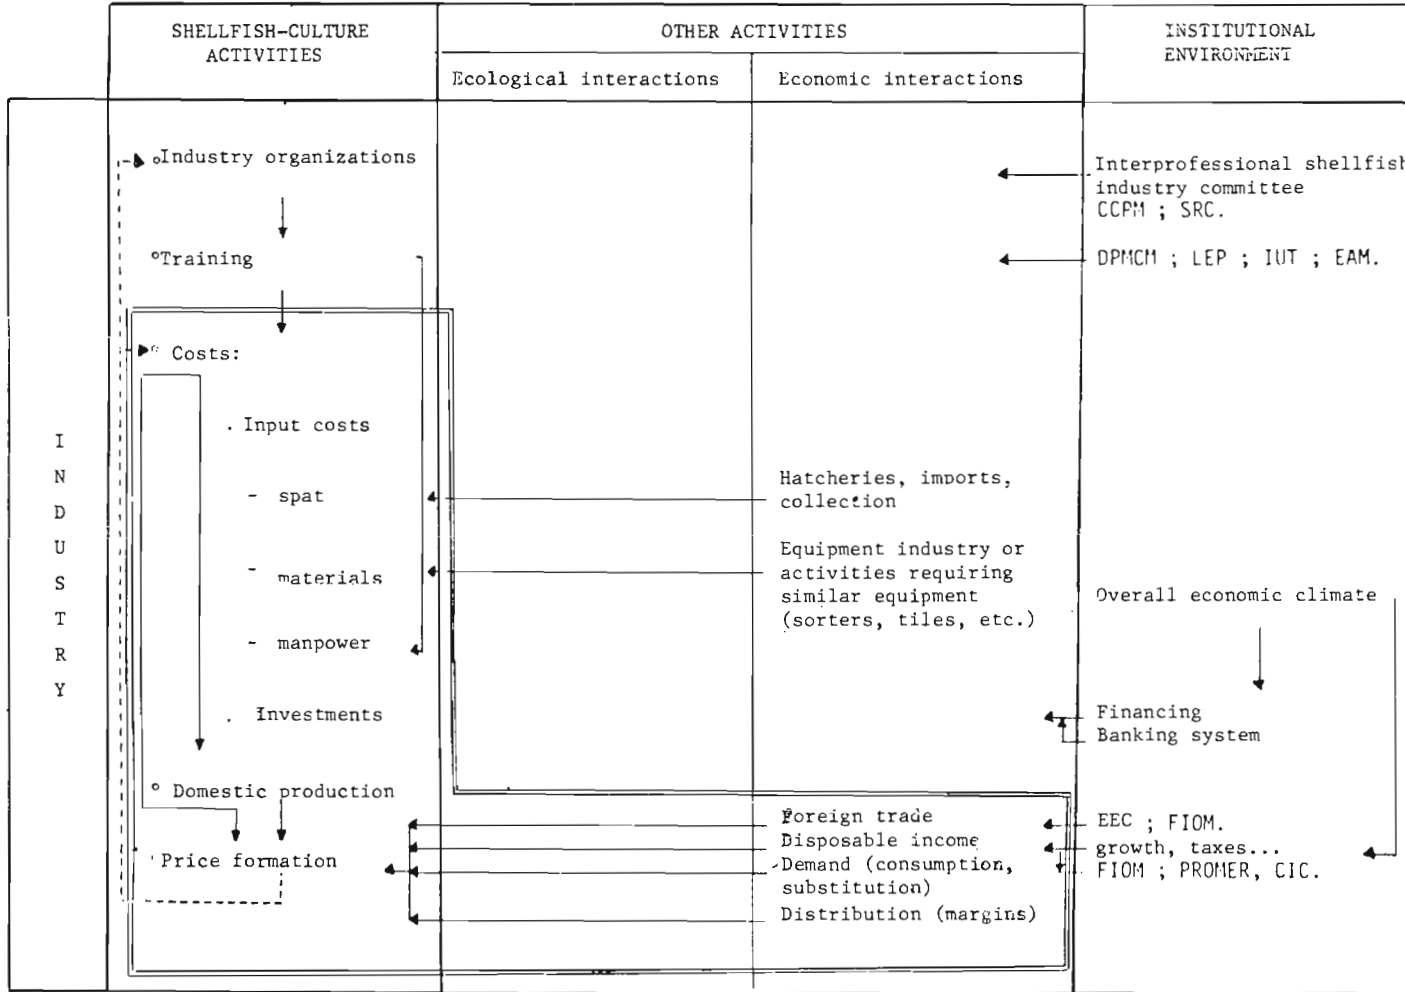 SHELLFISH-CULTURE
ACTIVITIES
OTHER ACTIVITIES
INSTITUTIONAL
ENVIRONMENT
Ecological interactions
Economic interactions
I
N
D
U
S
T
R
Y
°Industry organizations
°Training
° Costs:
. Input costs
- spat
- materials
- manpower
. Investments
° Domestic production
Price formation
Hatcheries, imports,
collection
Equipment industry or
activities requiring
similar equipment
(sorters, tiles, etc.)
Foreign trade
Disposable income
Demand (consumption,
substitution)
Distribution (margins)
Interprofessional shellfish
industry committee
CCPM ; SRC.
DPMCM ; LEP ; IUT ; EAM.
Overall economic climate
Financing
Banking system
EEC ; FIOM.
growth, taxes...
FIOM ; PROMER, CIC.